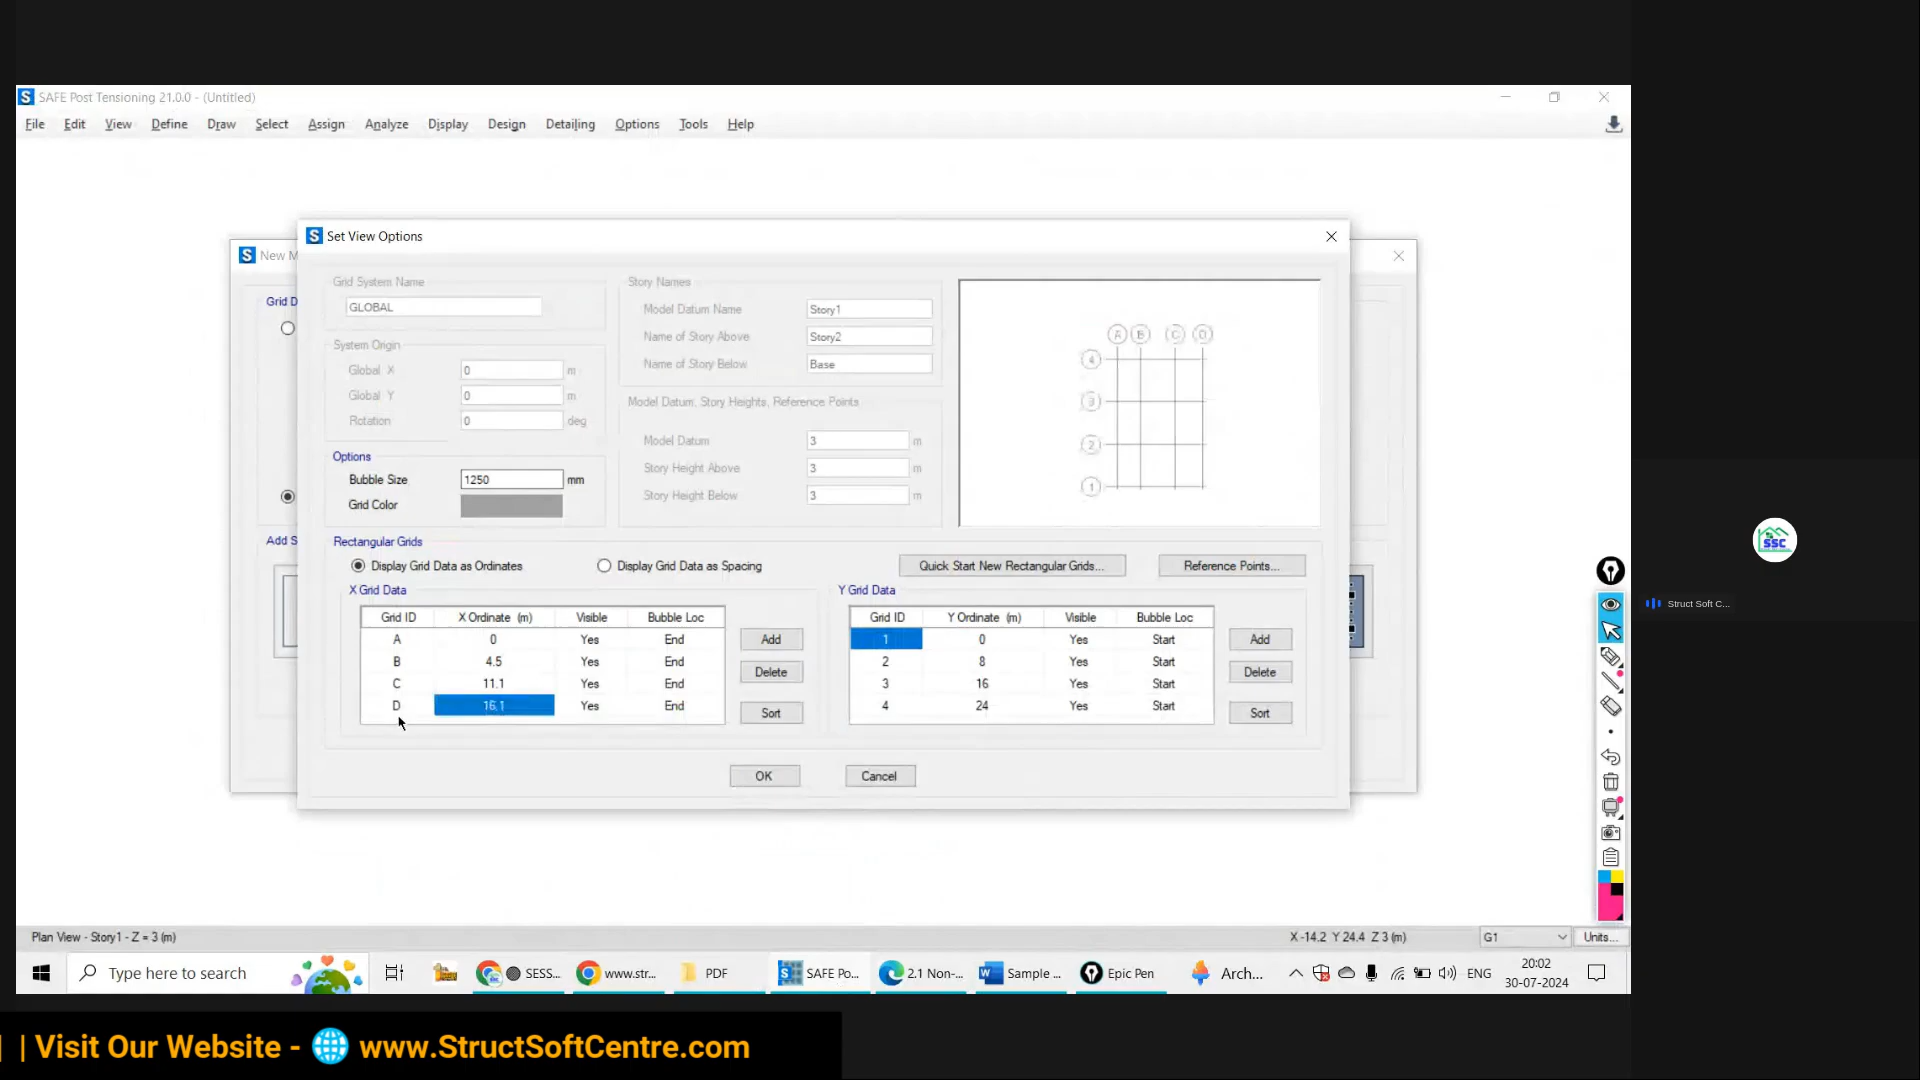 SAFE Post Tensioning 21.0.0 - (Untitled)
File Edit View Define Draw Select Assign Analyze Display Design Detailing Options Tools Help
New M
Set View Options
Grid D
Add S
Grid System Name
GLOBAL
System Origin
Global X 0 m
Global Y 0 m
Rotation 0 deg
Options
Bubble Size 1250 mm
Grid Color
Story Names
Model Datum Name Story1
Name of Story Above Story2
Name of Story Below Base
Model Datum, Story Heights, Reference Points
Model Datum 3 m
Story Height Above 3 m
Story Height Below 3 m
A B C D
4
3
2
1
Rectangular Grids
Display Grid Data as Ordinates Display Grid Data as Spacing Quick Start New Rectangular Grids... Reference Points...
X Grid Data
Grid ID X Ordinate (m) Visible Bubble Loc
A 0 Yes End
B 4.5 Yes End
C 11.1 Yes End
D 16.1 Yes End
Add
Delete
Sort
Y Grid Data
Grid ID Y Ordinate (m) Visible Bubble Loc
1 0 Yes Start
2 8 Yes Start
3 16 Yes Start
4 24 Yes Start
Add
Delete
Sort
OK Cancel
SSC
Struct Soft C...
Plan View - Story1 - Z = 3 (m) X -14.2 Y 24.4 Z 3 (m) G1 Units...
Type here to search SESS... www.str... PDF SAFE Po... 2.1 Non-... Sample ... Epic Pen Arch... ENG 20:02
30-07-2024
| Visit Our Website - www.StructSoftCentre.com